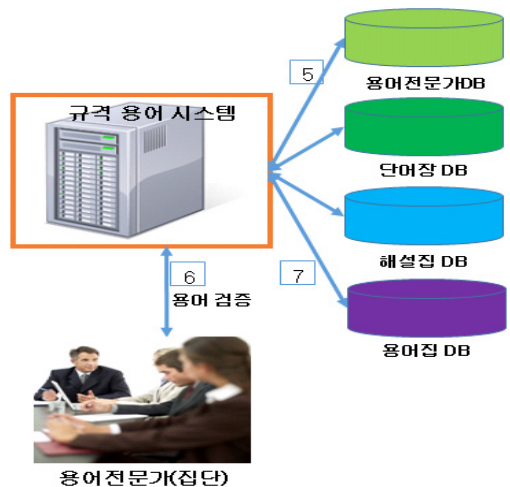 5
용어전문가DB
규격 용어 시스템
단어장 DB
해설집 DB
6
용어 검증
7
용어집 DB
용어전문가(집단)